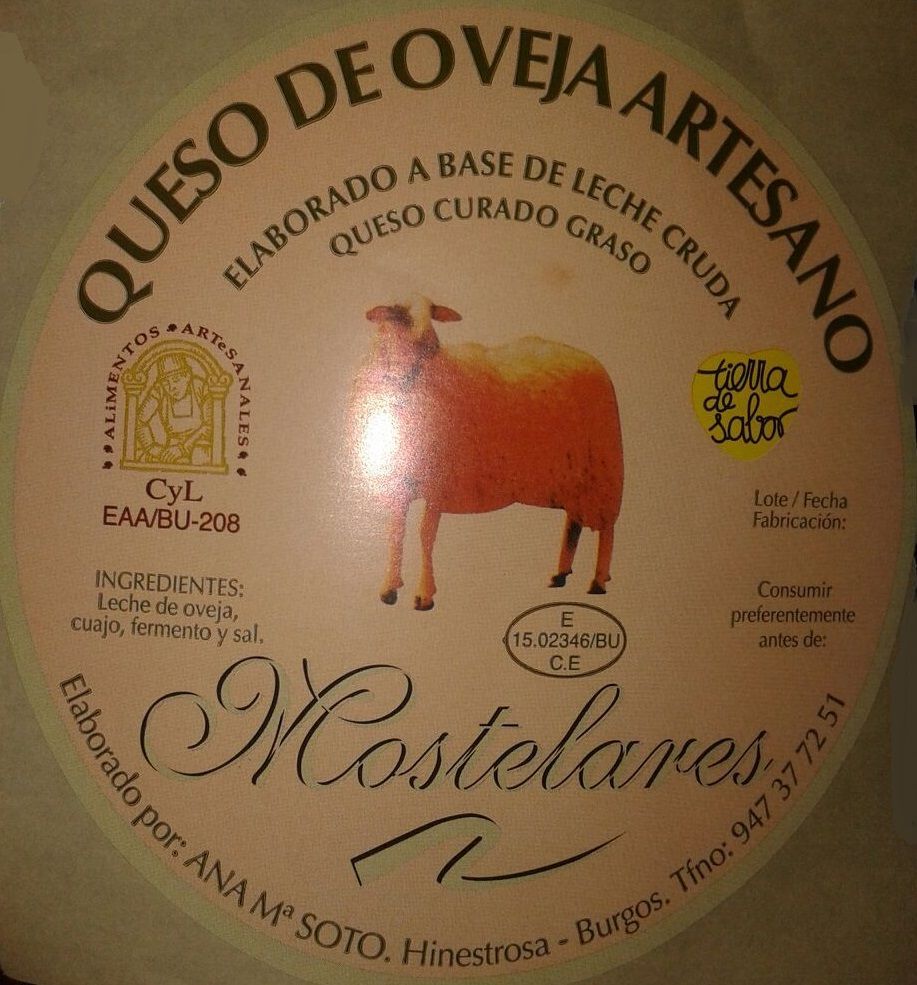 QUESO DE OVEJA ARTESANO
ELABORADO A BASE DE LECHE CRUDA
QUESO CURADO GRASO
ALiMENTOS ARTeSANALES
CyL
EAA/BU-208
tierra
de
sabor
Lote / Fecha
Fabricación:
INGREDIENTES:
Leche de oveja,
cuajo, fermento y sal.
Consumir
preferentemente
antes de:
E
15.02346/BU
C.E
Mostelares
Elaborado por: ANA Mª SOTO. Hinestrosa - Burgos. Tfno: 947 37 72 51